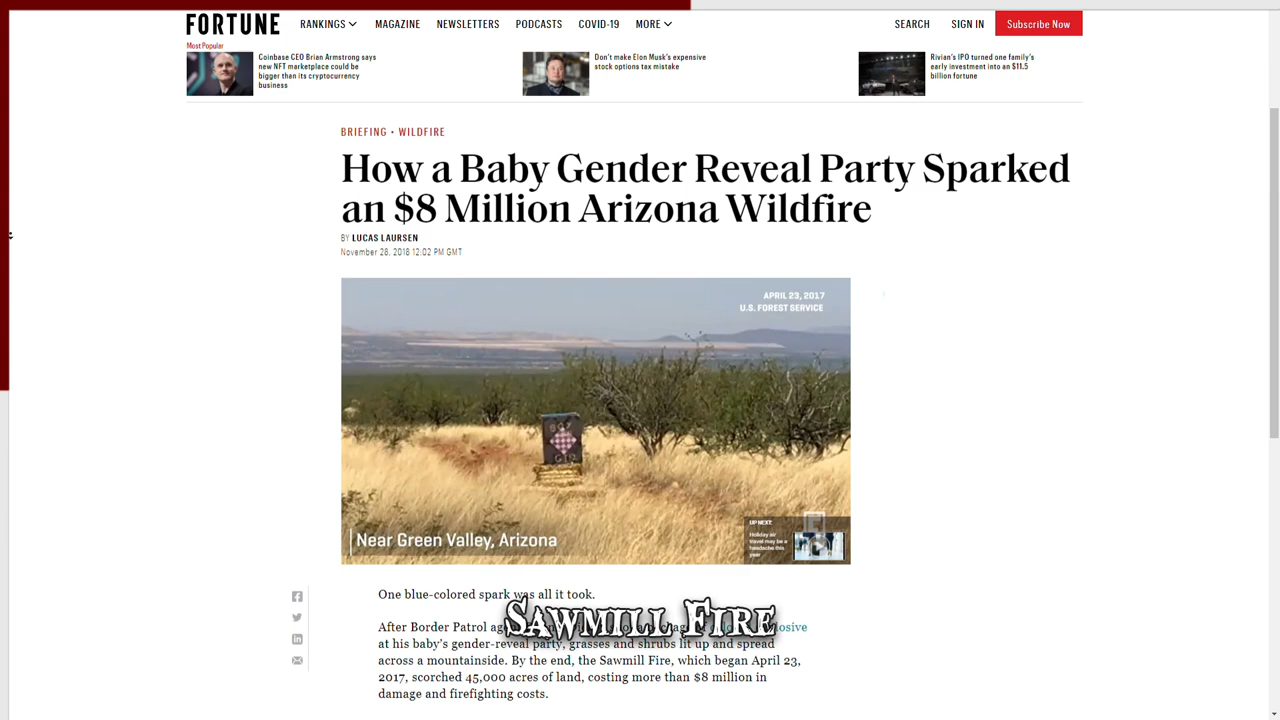 FORTUNE RANKINGS MAGAZINE NEWSLETTERS PODCASTS COVID-19 MORE SEARCH SIGN IN Subscribe Now
Most Popular
Coinbase CEO Brian Armstrong says
new NFT marketplace could be
bigger than its cryptocurrency
business
Don't make Elon Musk's expensive
stock options tax mistake
Rivian's IPO turned one family's
early investment into an $11.5
billion fortune
BRIEFING • WILDFIRE
How a Baby Gender Reveal Party Sparked
an $8 Million Arizona Wildfire
BY LUCAS LAURSEN
November 28, 2018 12:02 PM GMT
APRIL 23, 2017
U.S. FOREST SERVICE
UP NEXT:
Holiday air
travel may be a
headache this
year
Near Green Valley, Arizona
One blue-colored spark was all it took.
SAWMILL FIRE
After Border Patrol
at his baby's gender-reveal party, grasses and shrubs lit up and spread
across a mountainside. By the end, the Sawmill Fire, which began April 23,
2017, scorched 45,000 acres of land, costing more than $8 million in
damage and firefighting costs.